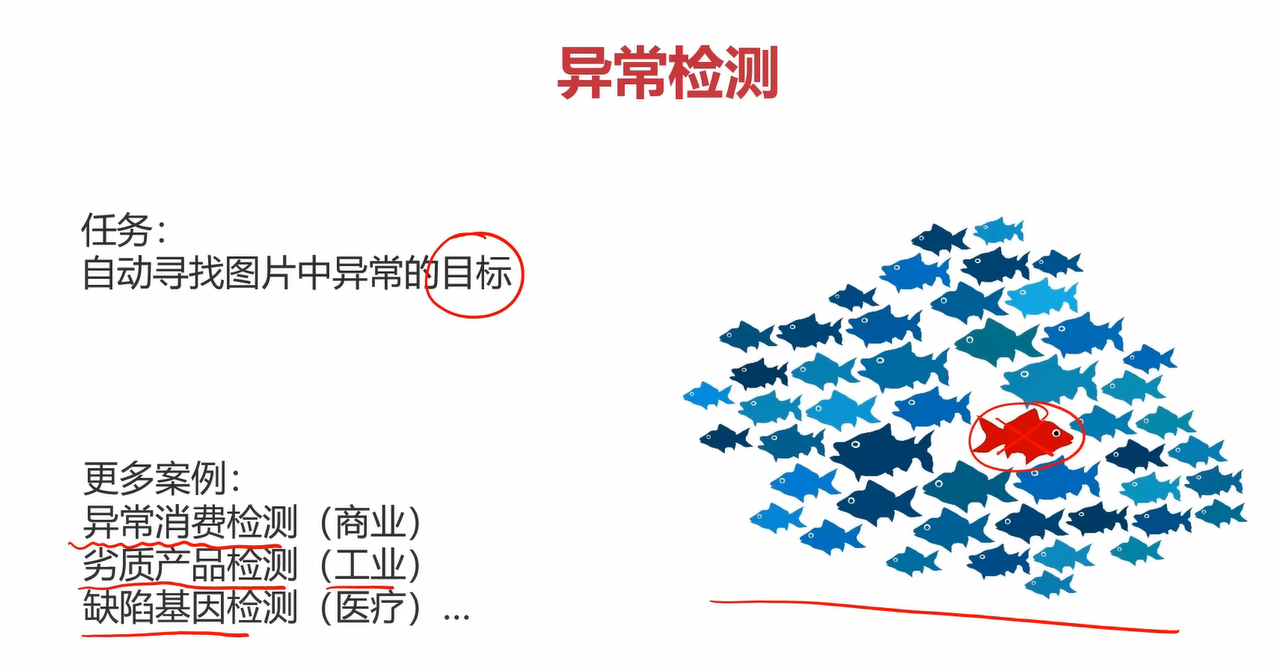 异常检测
任务：
自动寻找图片中异常的目标
更多案例：
异常消费检测（商业）
劣质产品检测（工业）
缺陷基因检测（医疗）...